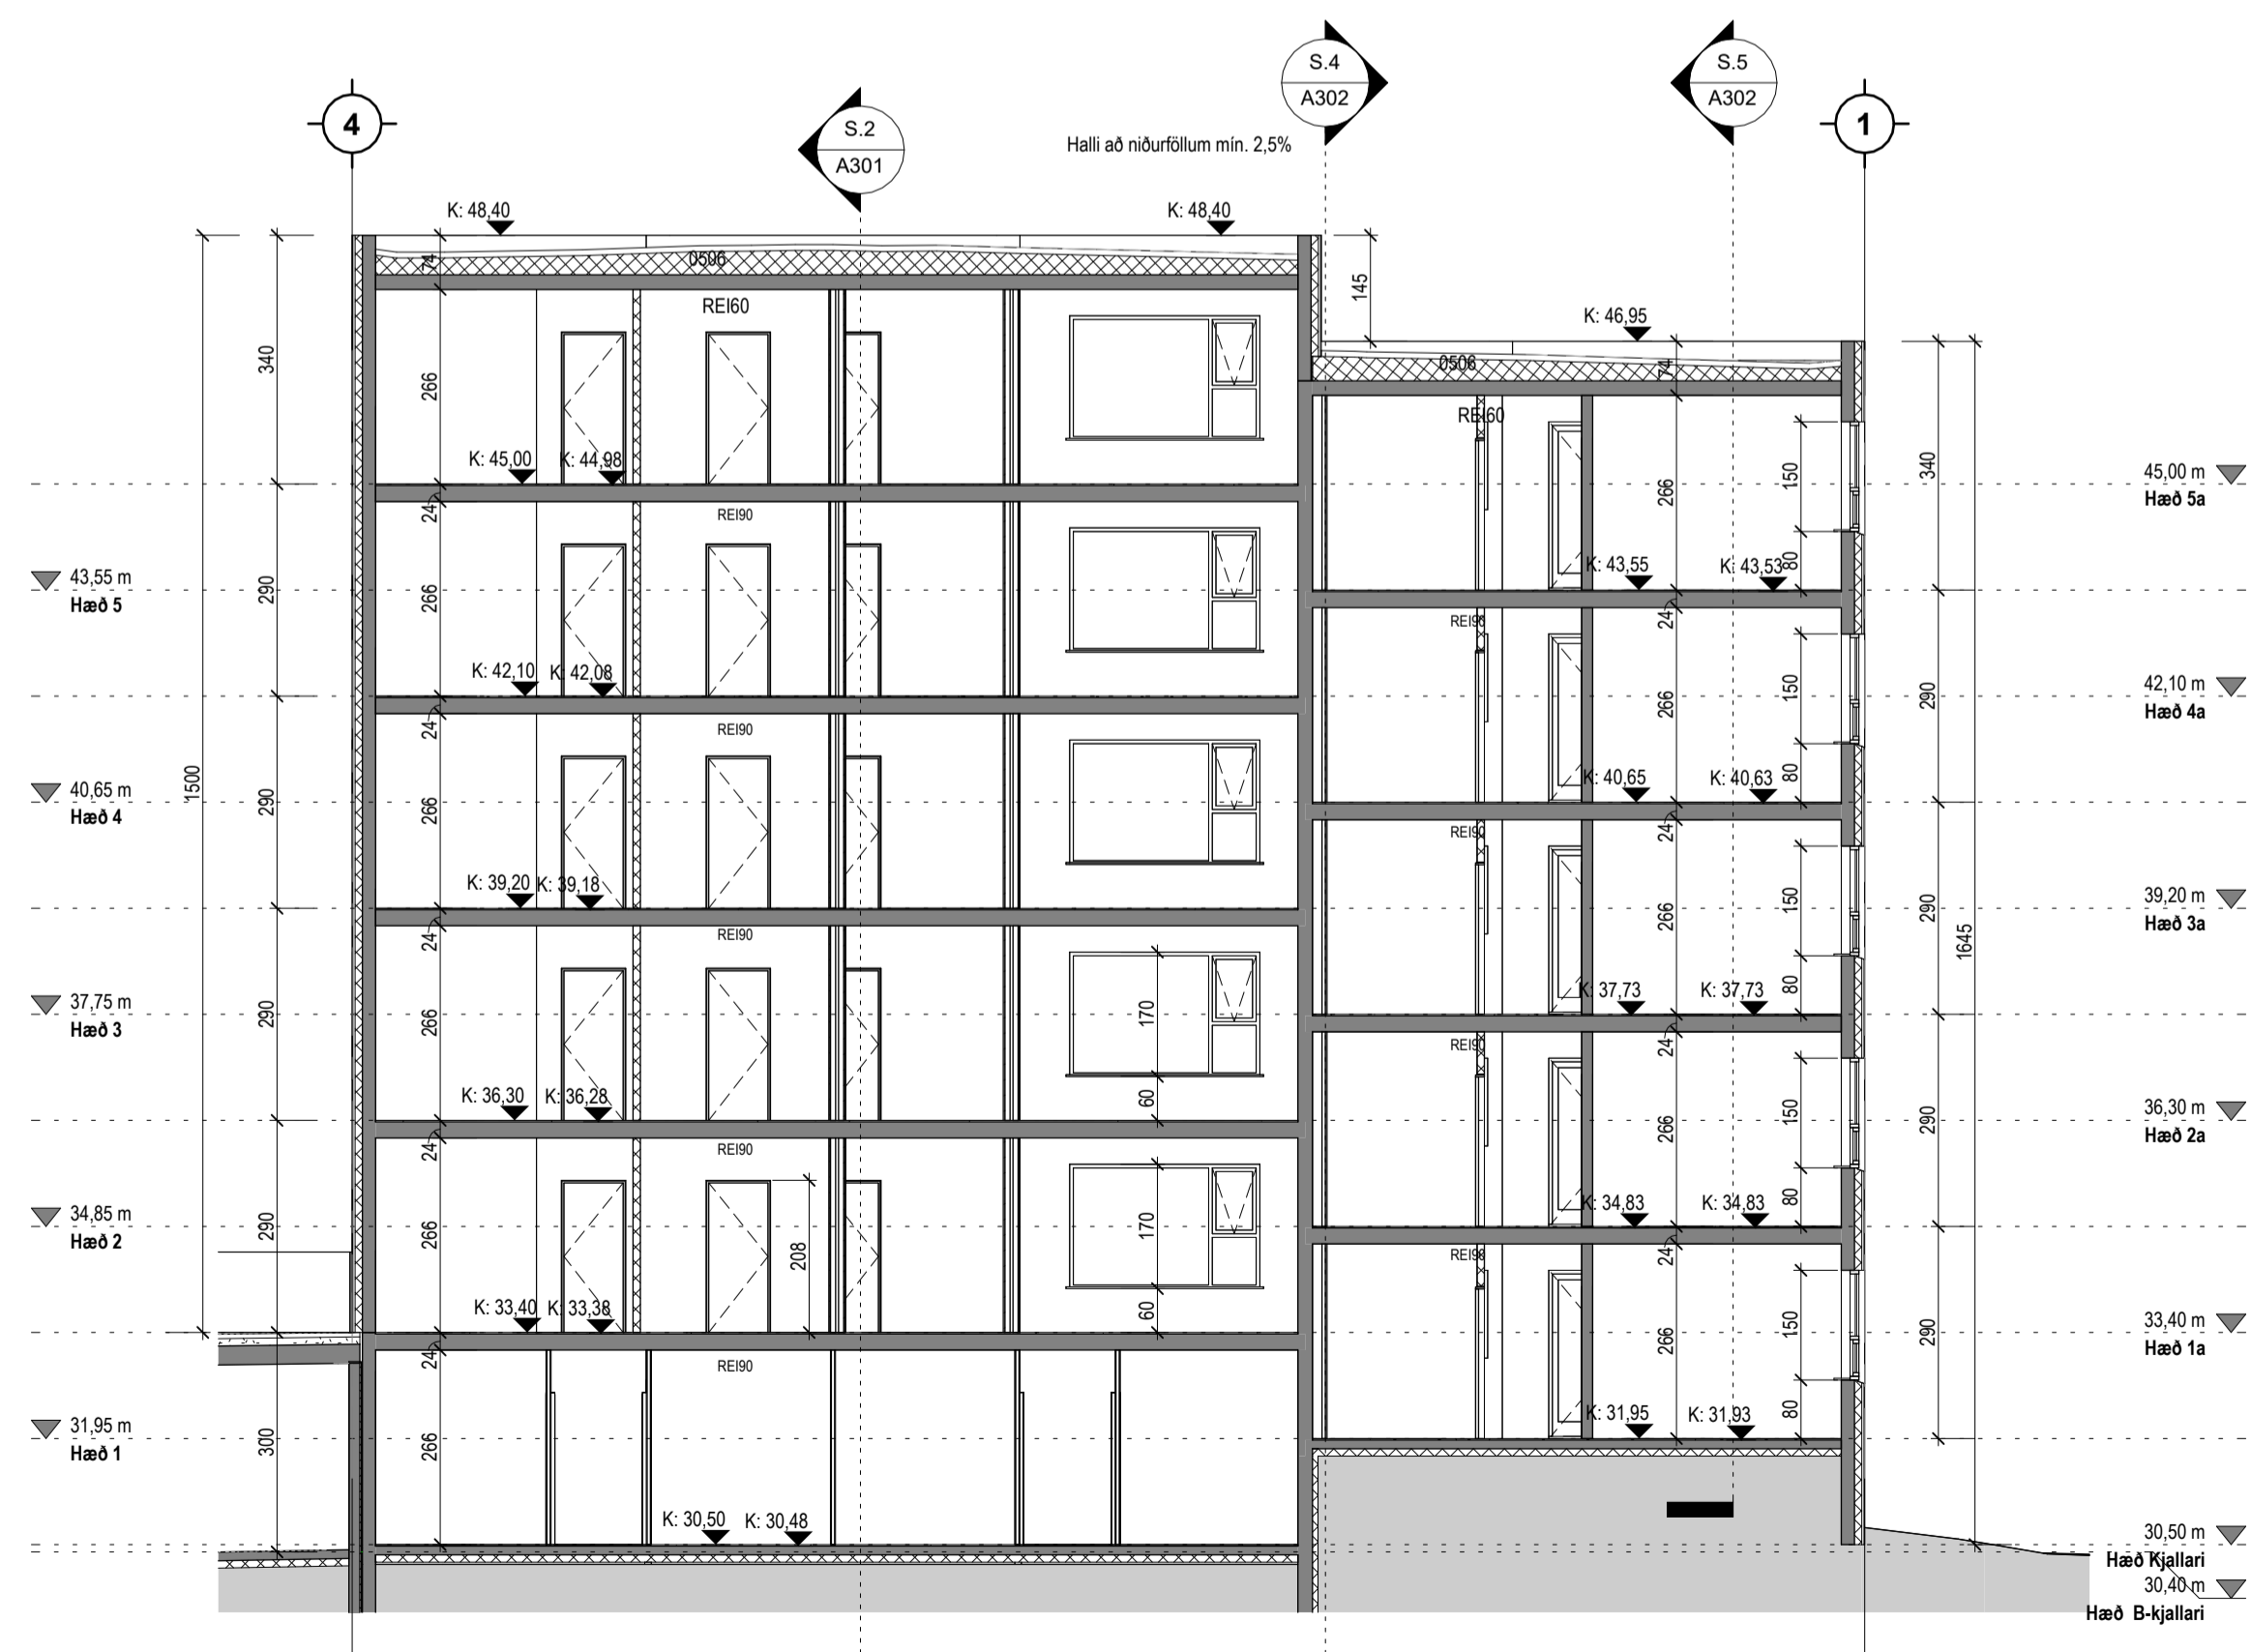 S.4
A302
S.5
A302
4
S.2
A301
1
Halli að niðurföllum mín. 2,5%
K: 48,40
K: 48,40
74
0506
145
K: 46,95
REI60
340
266
0506
74
REI60
K: 45,00
K: 44,98
340
266
150
45,00 m
Hæð 5a
24
REI90
K: 43,55
K: 43,53
80
43,55 m
Hæð 5
290
266
24
REI90
K: 42,10
K: 42,08
290
266
150
42,10 m
Hæð 4a
24
REI90
1500
K: 40,65
K: 40,63
80
40,65 m
Hæð 4
290
266
24
REI90
K: 39,20
K: 39,18
290
266
150
39,20 m
Hæð 3a
24
REI90
1645
K: 37,73
K: 37,73
80
37,75 m
Hæð 3
290
266
170
24
REI90
K: 36,30
K: 36,28
60
290
266
150
36,30 m
Hæð 2a
24
REI90
K: 34,83
K: 34,83
80
34,85 m
Hæð 2
290
266
208
170
24
REI90
K: 33,40
K: 33,38
60
290
266
150
33,40 m
Hæð 1a
24
REI90
K: 31,95
K: 31,93
80
31,95 m
Hæð 1
300
266
K: 30,50
K: 30,48
30,50 m
Hæð Kjallari
30,40 m
Hæð B-kjallari